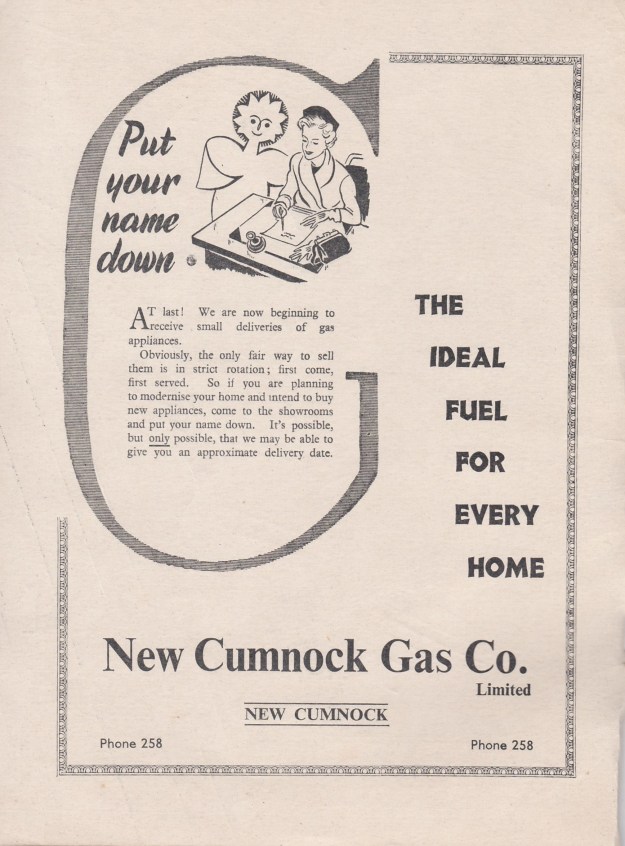 Put
your
name
down
AT last! We are now beginning to
receive small deliveries of gas
appliances.
Obviously, the only fair way to sell
them is in strict rotation; first come,
first served. So if you are planning
to modernise your home and intend to buy
new appliances, come to the showrooms
and put your name down. It's possible,
but only possible, that we may be able to
give you an approximate delivery date.
THE
IDEAL
FUEL
FOR
EVERY
HOME
New Cumnock Gas Co.
Limited
NEW CUMNOCK
Phone 258
Phone 258